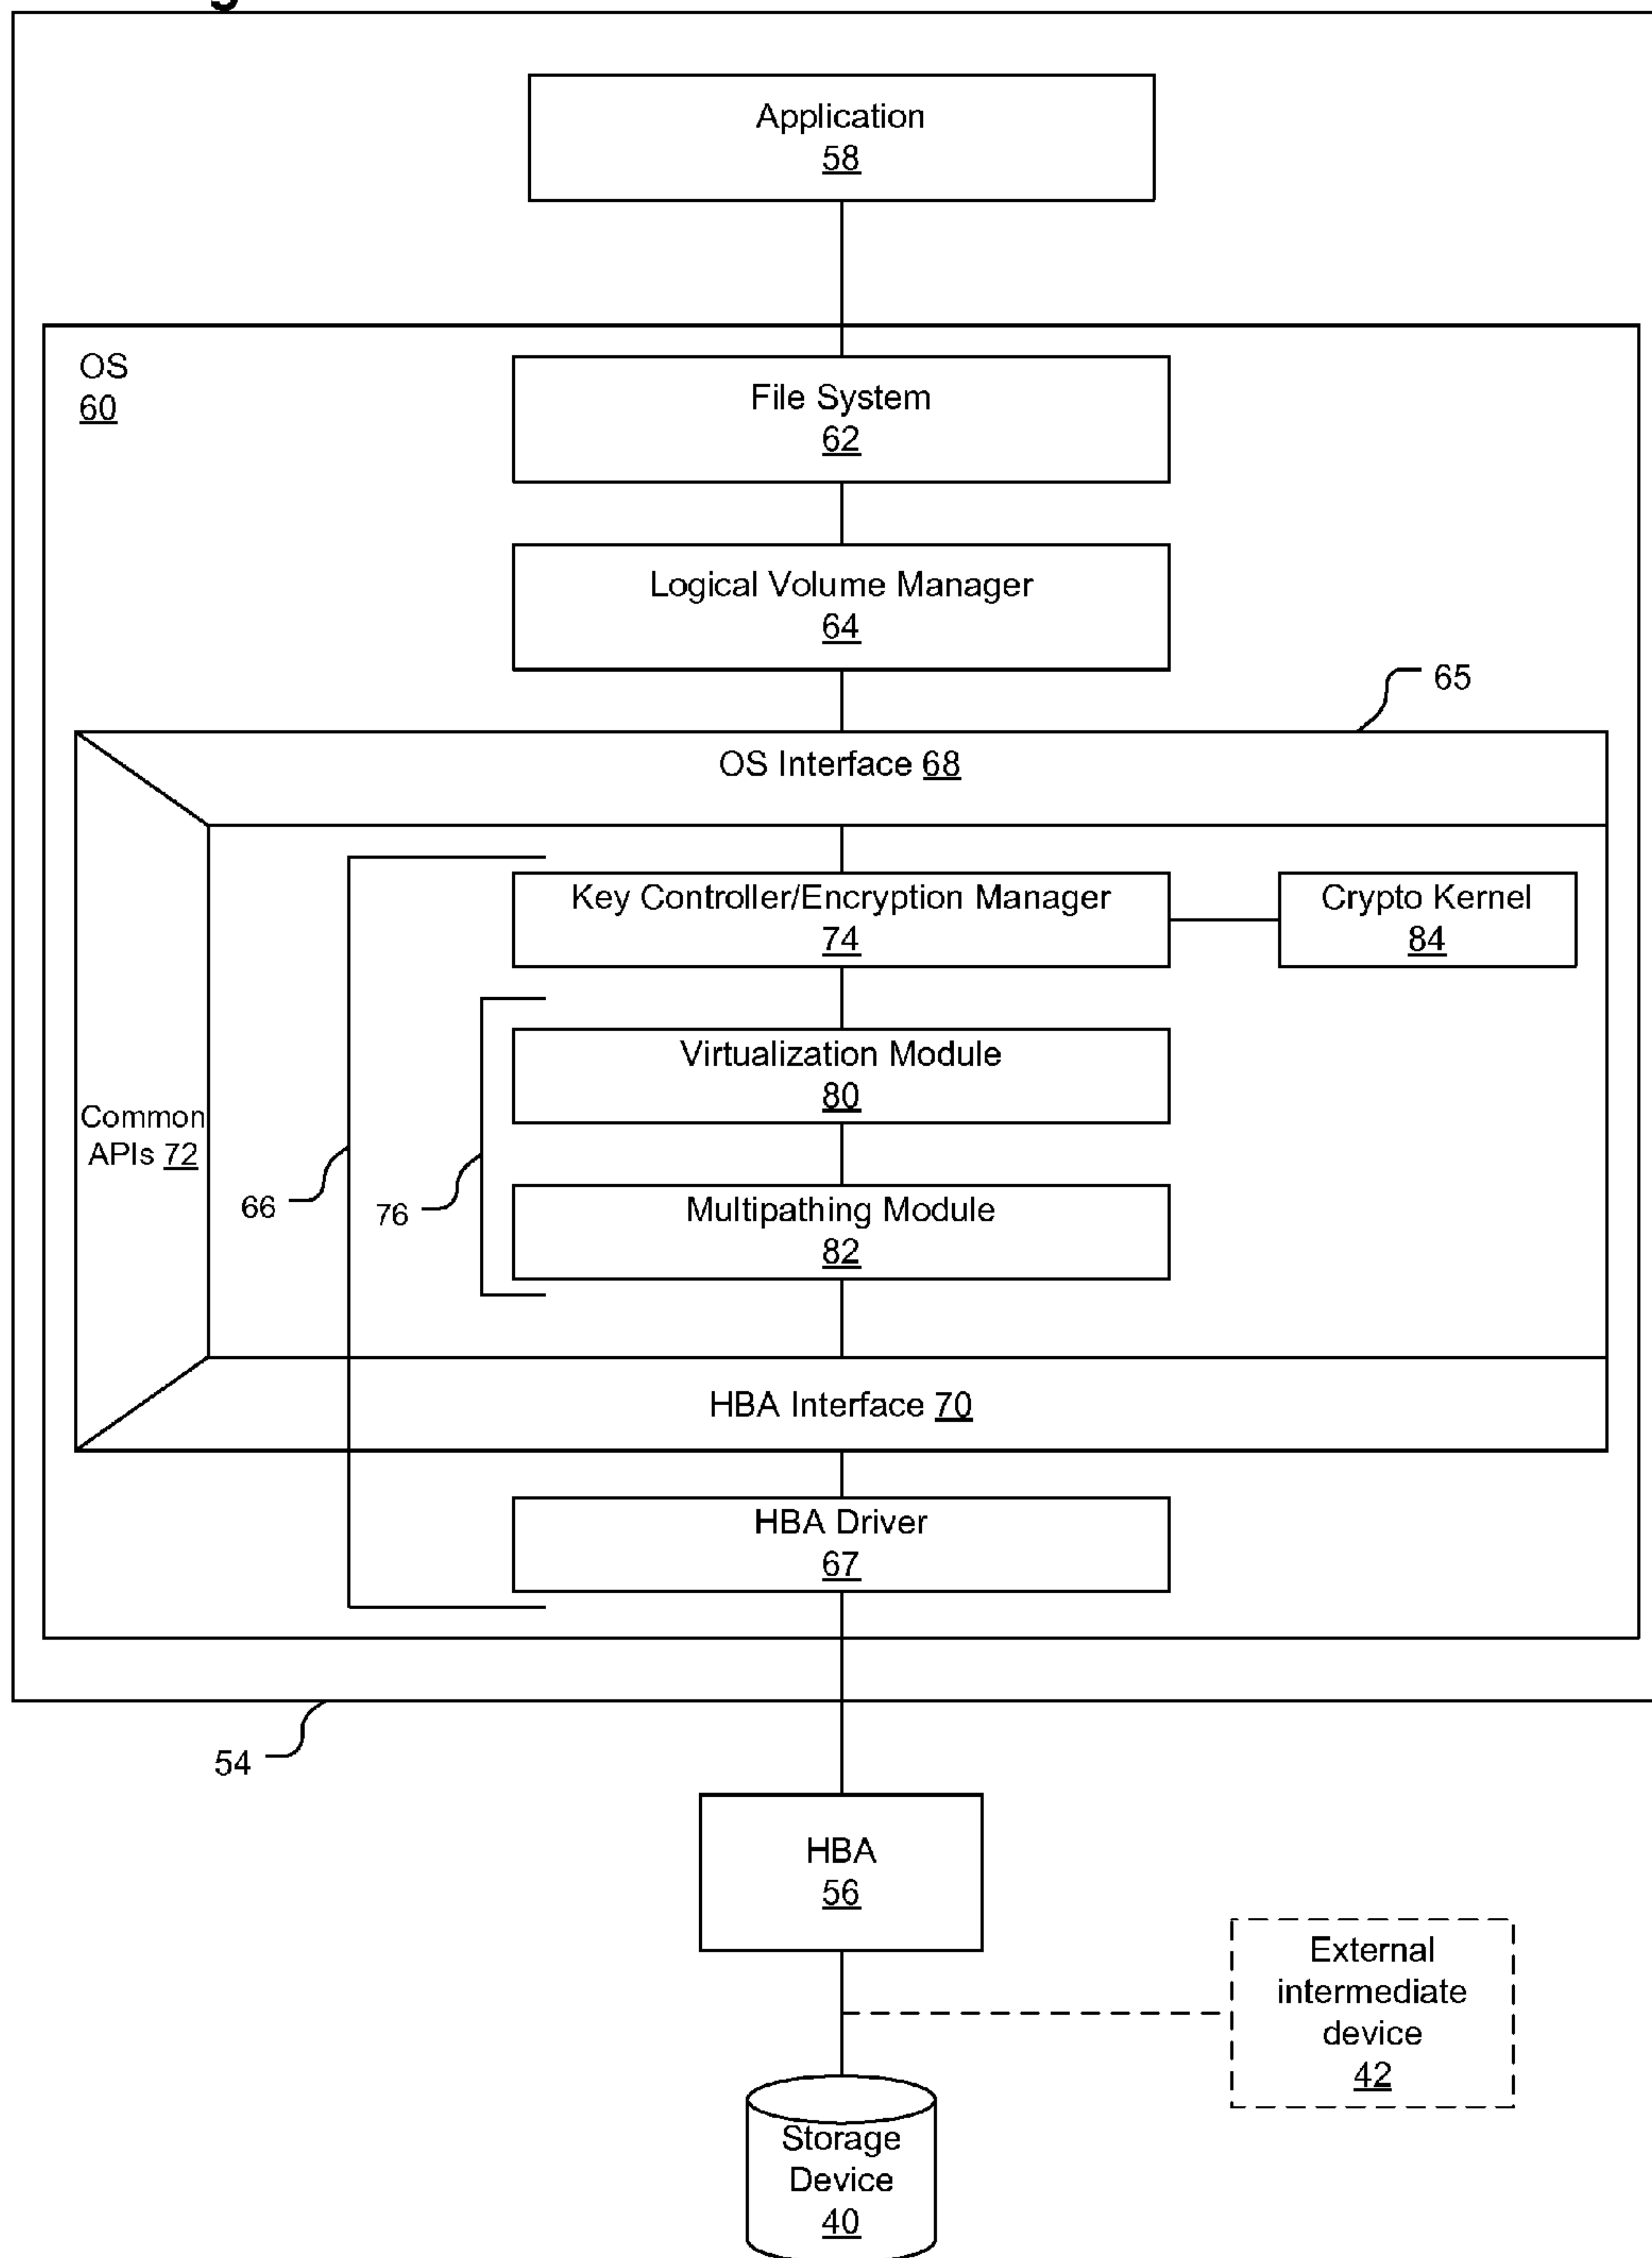 Application
58
OS
60
File System
62
Logical Volume Manager
64
65
OS Interface 68
Key Controller/Encryption Manager
74
Crypto Kernel
84
Virtualization Module
80
Common
APIs 72
66
76
Multipathing Module
82
HBA Interface 70
HBA Driver
67
54
HBA
56
External
intermediate
device
42
Storage
Device
40